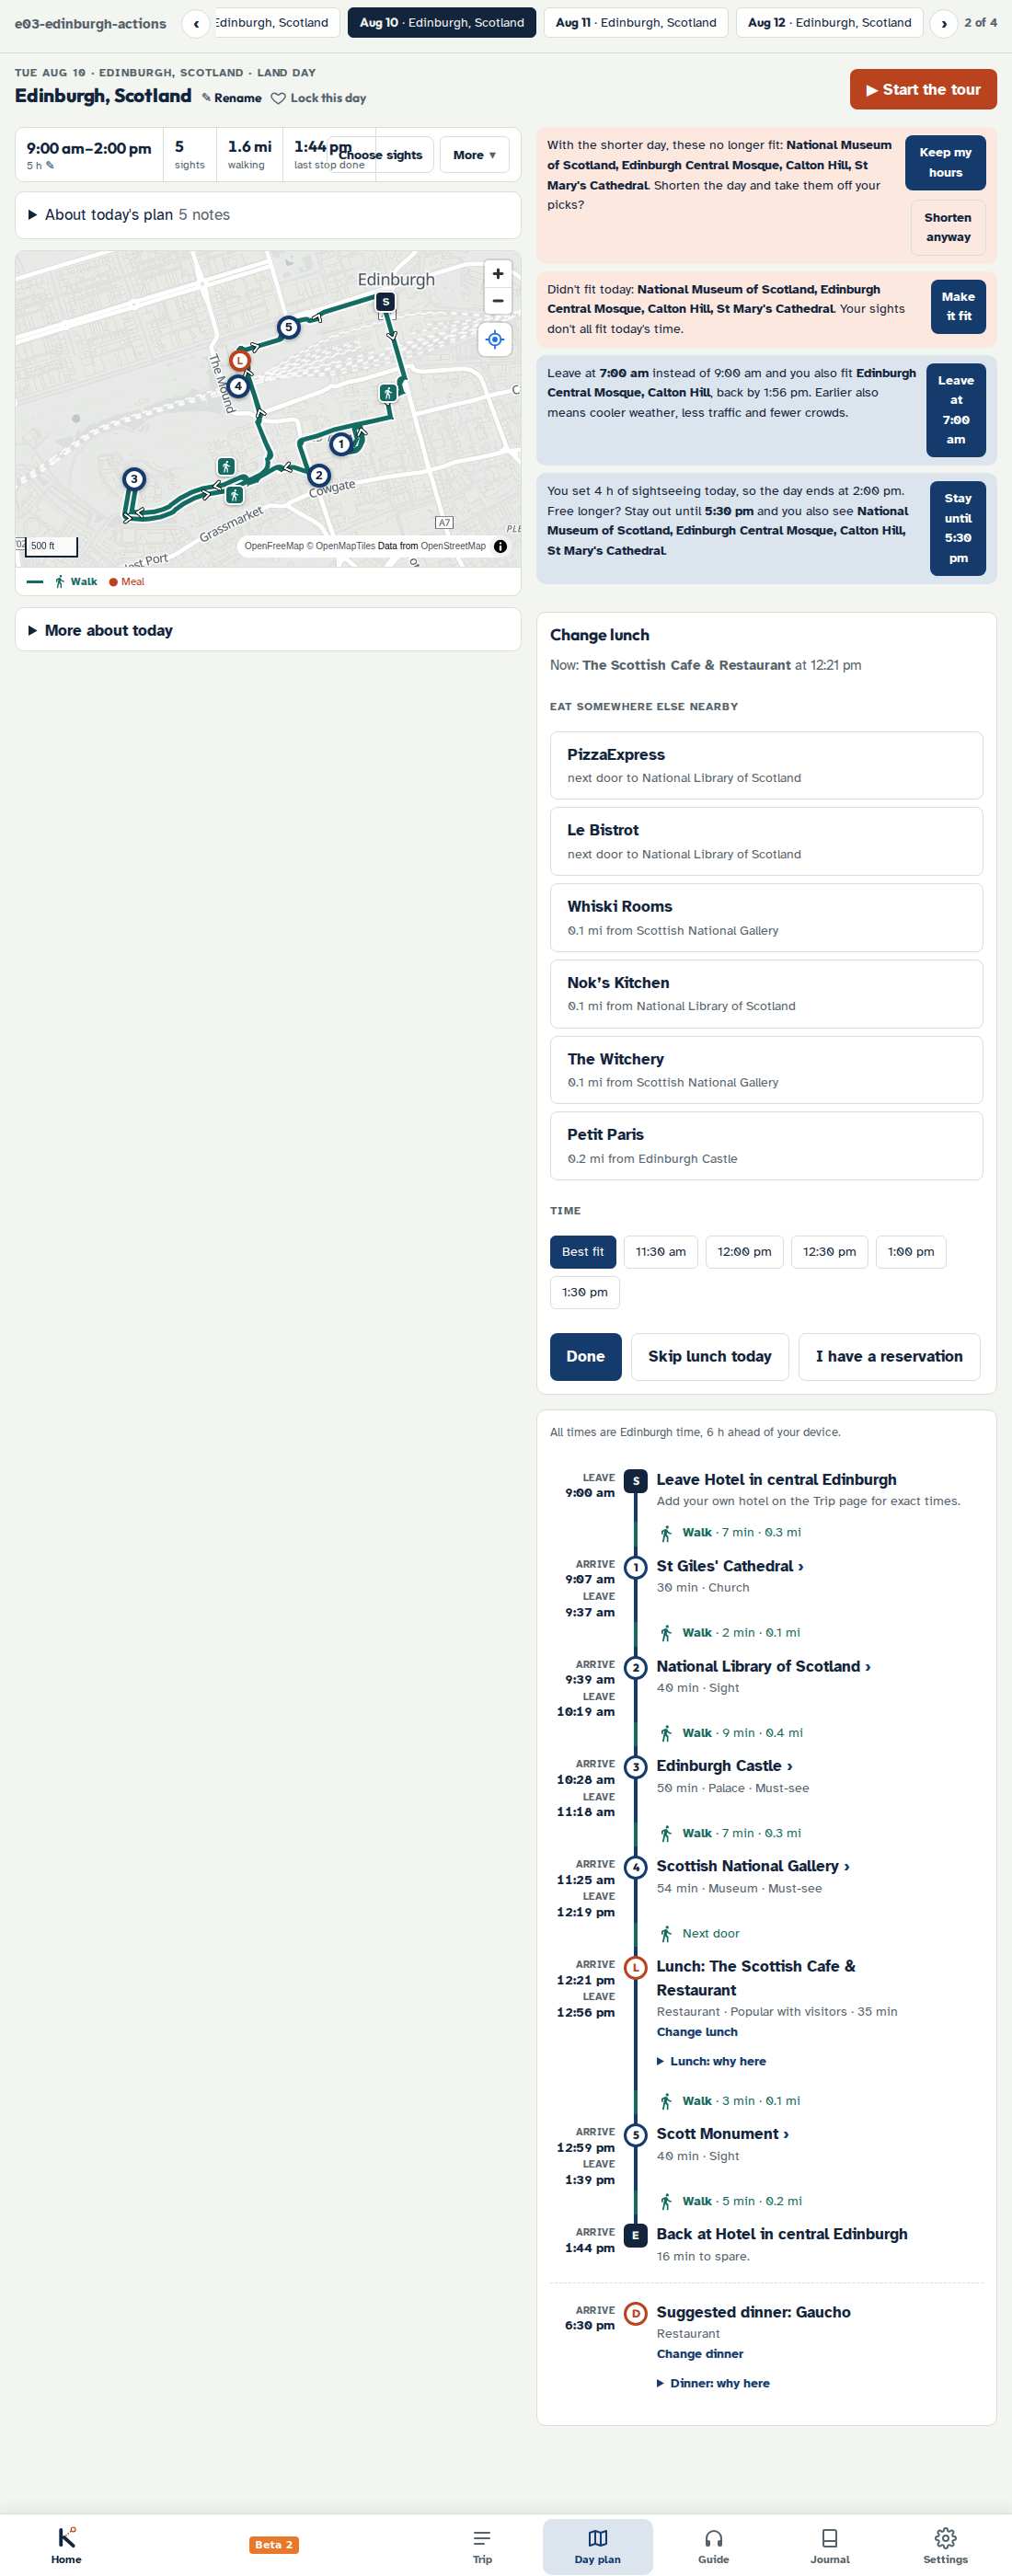 e03-edinburgh-actions
Edinburgh, Scotland
Aug 10 · Edinburgh, Scotland
Aug 11 · Edinburgh, Scotland
Aug 12 · Edinburgh, Scotland
2 of 4
TUE AUG 10 · EDINBURGH, SCOTLAND · LAND DAY
Edinburgh, Scotland ✎ Rename Lock this day
▶ Start the tour
9:00 am–2:00 pm
5 h ✎
5
sights
1.6 mi
walking
1:44 pm
last stop done
Choose sights
More ▾
▶ About today's plan 5 notes
Edinburgh
The Mound
Cowgate
Grassmarket
A7
S
5
L
4
1
2
3
+
−
500 ft
OpenFreeMap © OpenMapTiles Data from OpenStreetMap
Walk
Meal
▶ More about today
With the shorter day, these no longer fit: National Museum
of Scotland, Edinburgh Central Mosque, Calton Hill, St
Mary's Cathedral. Shorten the day and take them off your
picks?
Keep my
hours
Shorten
anyway
Didn't fit today: National Museum of Scotland, Edinburgh
Central Mosque, Calton Hill, St Mary's Cathedral. Your sights
don't all fit today's time.
Make
it fit
Leave at 7:00 am instead of 9:00 am and you also fit Edinburgh
Central Mosque, Calton Hill, back by 1:56 pm. Earlier also
means cooler weather, less traffic and fewer crowds.
Leave
at
7:00
am
You set 4 h of sightseeing today, so the day ends at 2:00 pm.
Free longer? Stay out until 5:30 pm and you also see National
Museum of Scotland, Edinburgh Central Mosque, Calton Hill,
St Mary's Cathedral.
Stay
until
5:30
pm
Change lunch
Now: The Scottish Cafe & Restaurant at 12:21 pm
EAT SOMEWHERE ELSE NEARBY
PizzaExpress
next door to National Library of Scotland
Le Bistrot
next door to National Library of Scotland
Whiski Rooms
0.1 mi from Scottish National Gallery
Nok's Kitchen
0.1 mi from National Library of Scotland
The Witchery
0.1 mi from Scottish National Gallery
Petit Paris
0.2 mi from Edinburgh Castle
TIME
Best fit
11:30 am
12:00 pm
12:30 pm
1:00 pm
1:30 pm
Done
Skip lunch today
I have a reservation
All times are Edinburgh time, 6 h ahead of your device.
LEAVE
9:00 am
S
Leave Hotel in central Edinburgh
Add your own hotel on the Trip page for exact times.
Walk · 7 min · 0.3 mi
ARRIVE
9:07 am
LEAVE
9:37 am
1
St Giles' Cathedral ›
30 min · Church
Walk · 2 min · 0.1 mi
ARRIVE
9:39 am
LEAVE
10:19 am
2
National Library of Scotland ›
40 min · Sight
Walk · 9 min · 0.4 mi
ARRIVE
10:28 am
LEAVE
11:18 am
3
Edinburgh Castle ›
50 min · Palace · Must-see
Walk · 7 min · 0.3 mi
ARRIVE
11:25 am
LEAVE
12:19 pm
4
Scottish National Gallery ›
54 min · Museum · Must-see
Next door
ARRIVE
12:21 pm
LEAVE
12:56 pm
L
Lunch: The Scottish Cafe &
Restaurant
Restaurant · Popular with visitors · 35 min
Change lunch
▶ Lunch: why here
Walk · 3 min · 0.1 mi
ARRIVE
12:59 pm
LEAVE
1:39 pm
5
Scott Monument ›
40 min · Sight
Walk · 5 min · 0.2 mi
ARRIVE
1:44 pm
E
Back at Hotel in central Edinburgh
16 min to spare.
ARRIVE
6:30 pm
D
Suggested dinner: Gaucho
Restaurant
Change dinner
▶ Dinner: why here
Home
Beta 2
Trip
Day plan
Guide
Journal
Settings